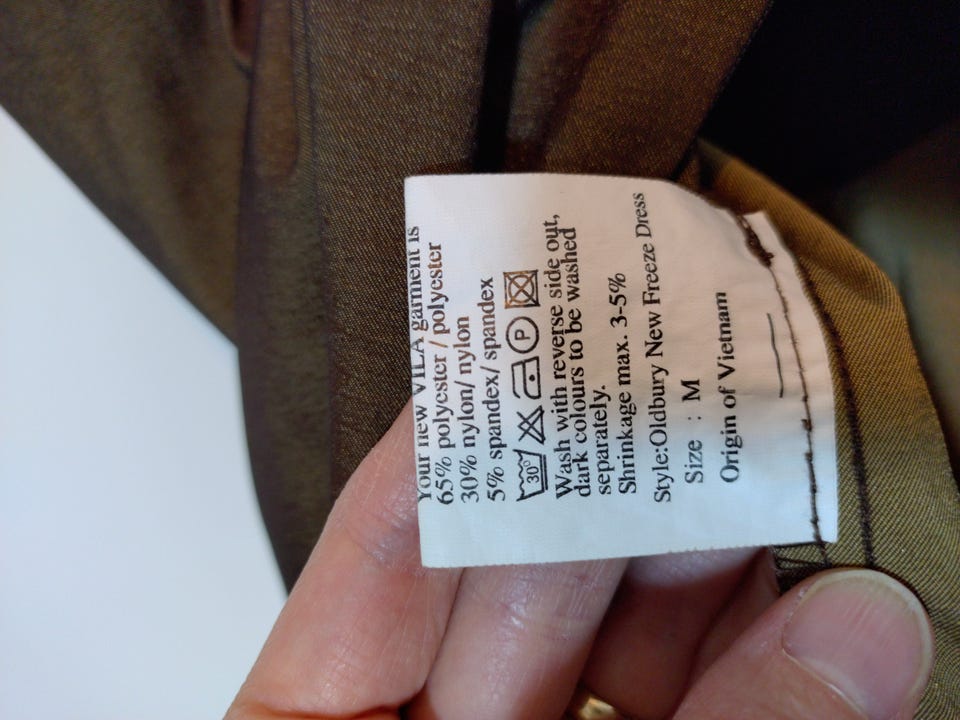 Your new VILA garment is
65% polyester / polyester
30% nylon/ nylon
5% spandex/ spandex
30° P
Wash with reverse side out,
dark colours to be washed
separately.
Shrinkage max. 3-5%
Style:Oldbury New Freeze Dress
Size : M
Origin of Vietnam